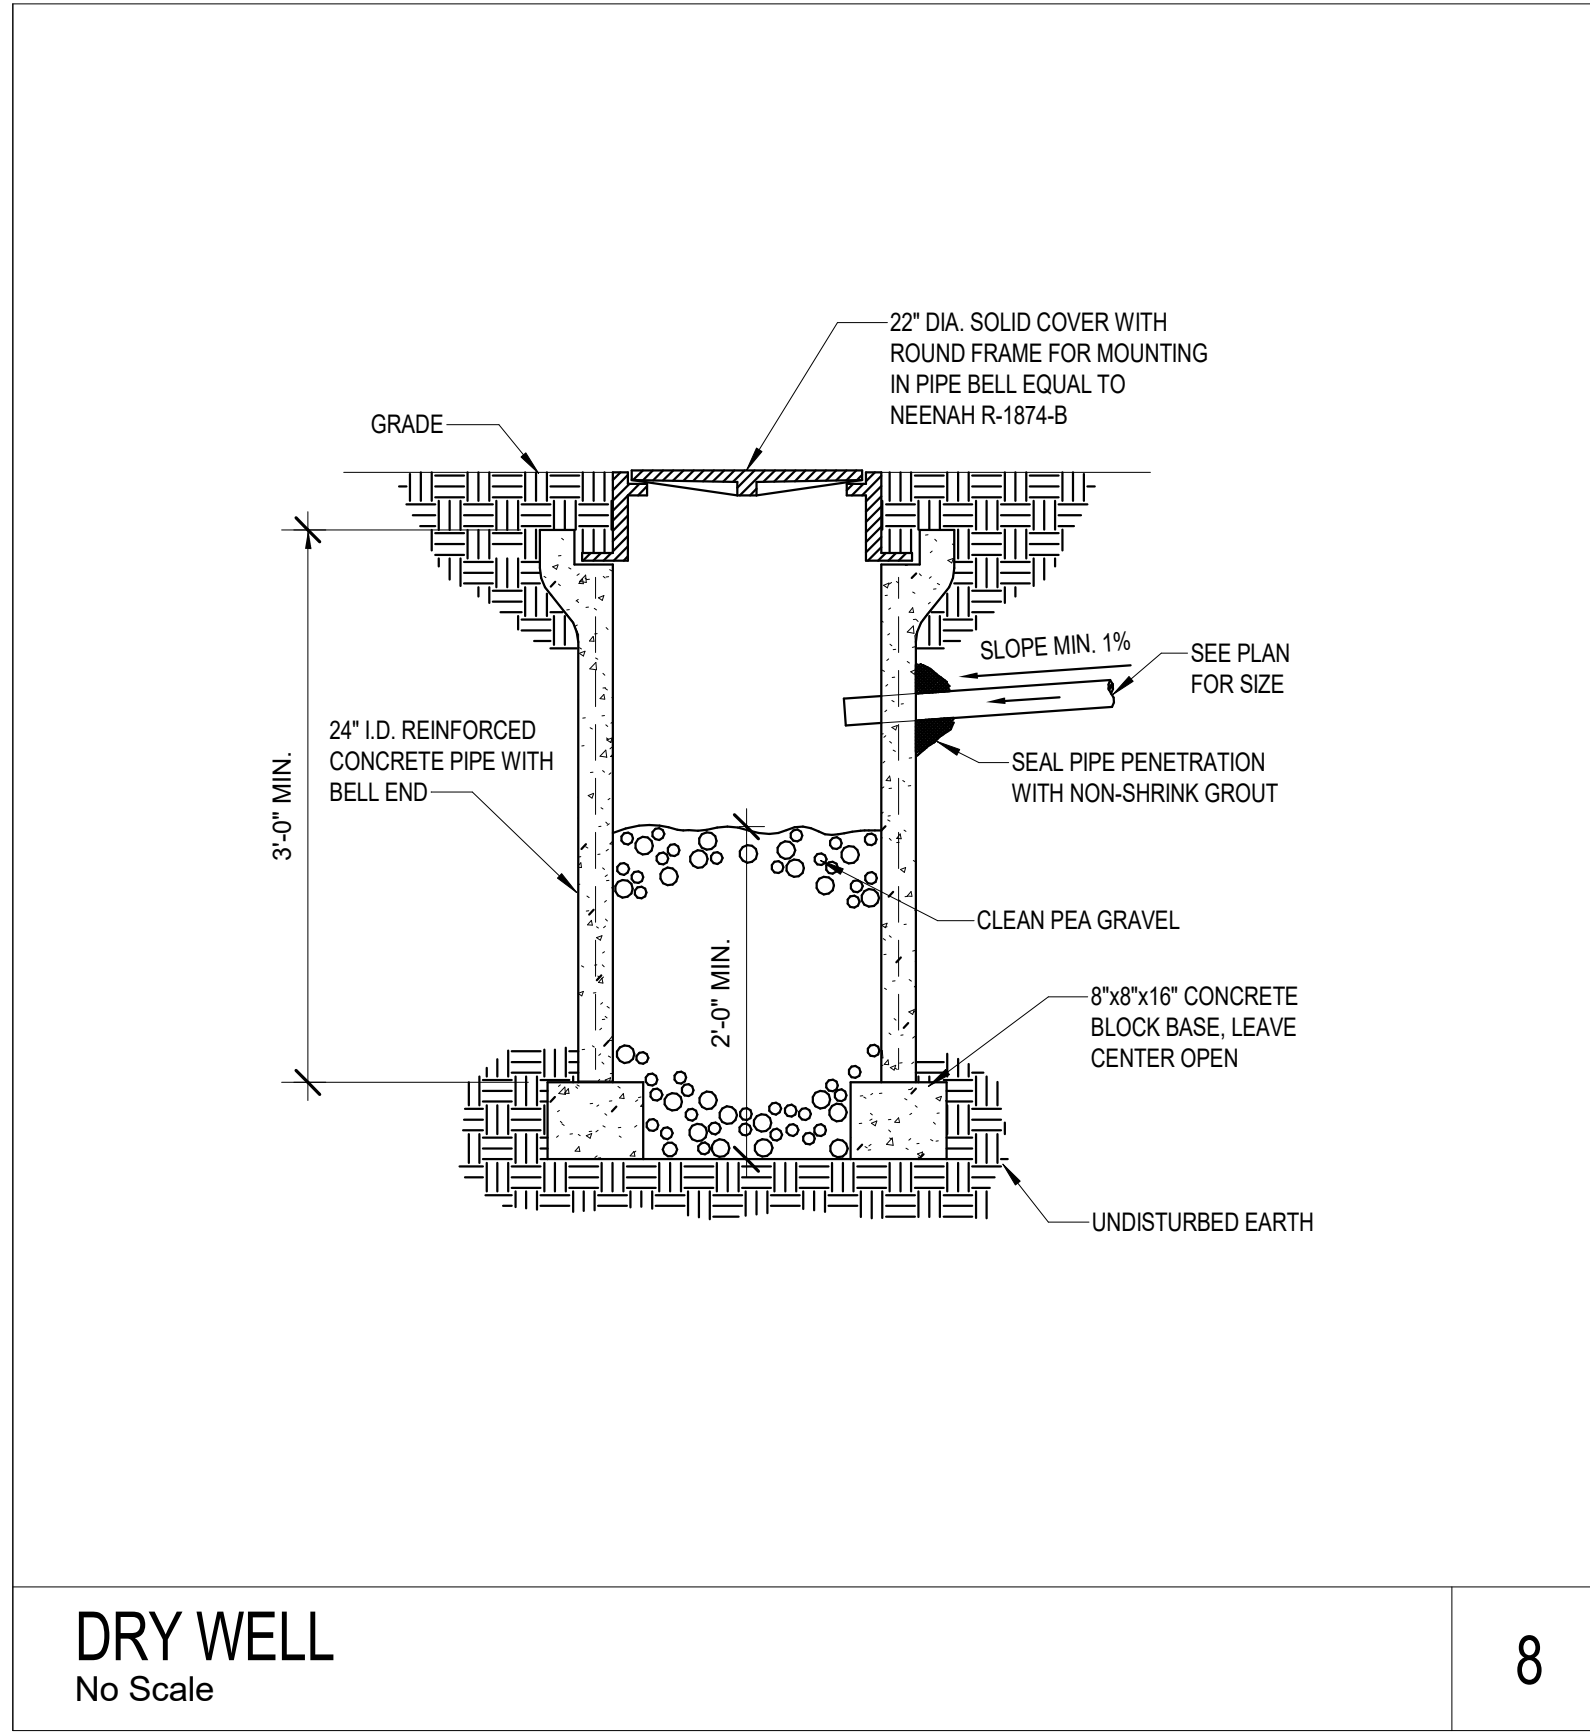 22" DIA. SOLID COVER WITH
ROUND FRAME FOR MOUNTING
IN PIPE BELL EQUAL TO
NEENAH R-1874-B
GRADE
SLOPE MIN. 1%
SEE PLAN
FOR SIZE
24" I.D. REINFORCED
CONCRETE PIPE WITH
BELL END
3'-0" MIN.
SEAL PIPE PENETRATION
WITH NON-SHRINK GROUT
CLEAN PEA GRAVEL
2'-0" MIN.
8"x8"x16" CONCRETE
BLOCK BASE, LEAVE
CENTER OPEN
UNDISTURBED EARTH
DRY WELL
No Scale
8